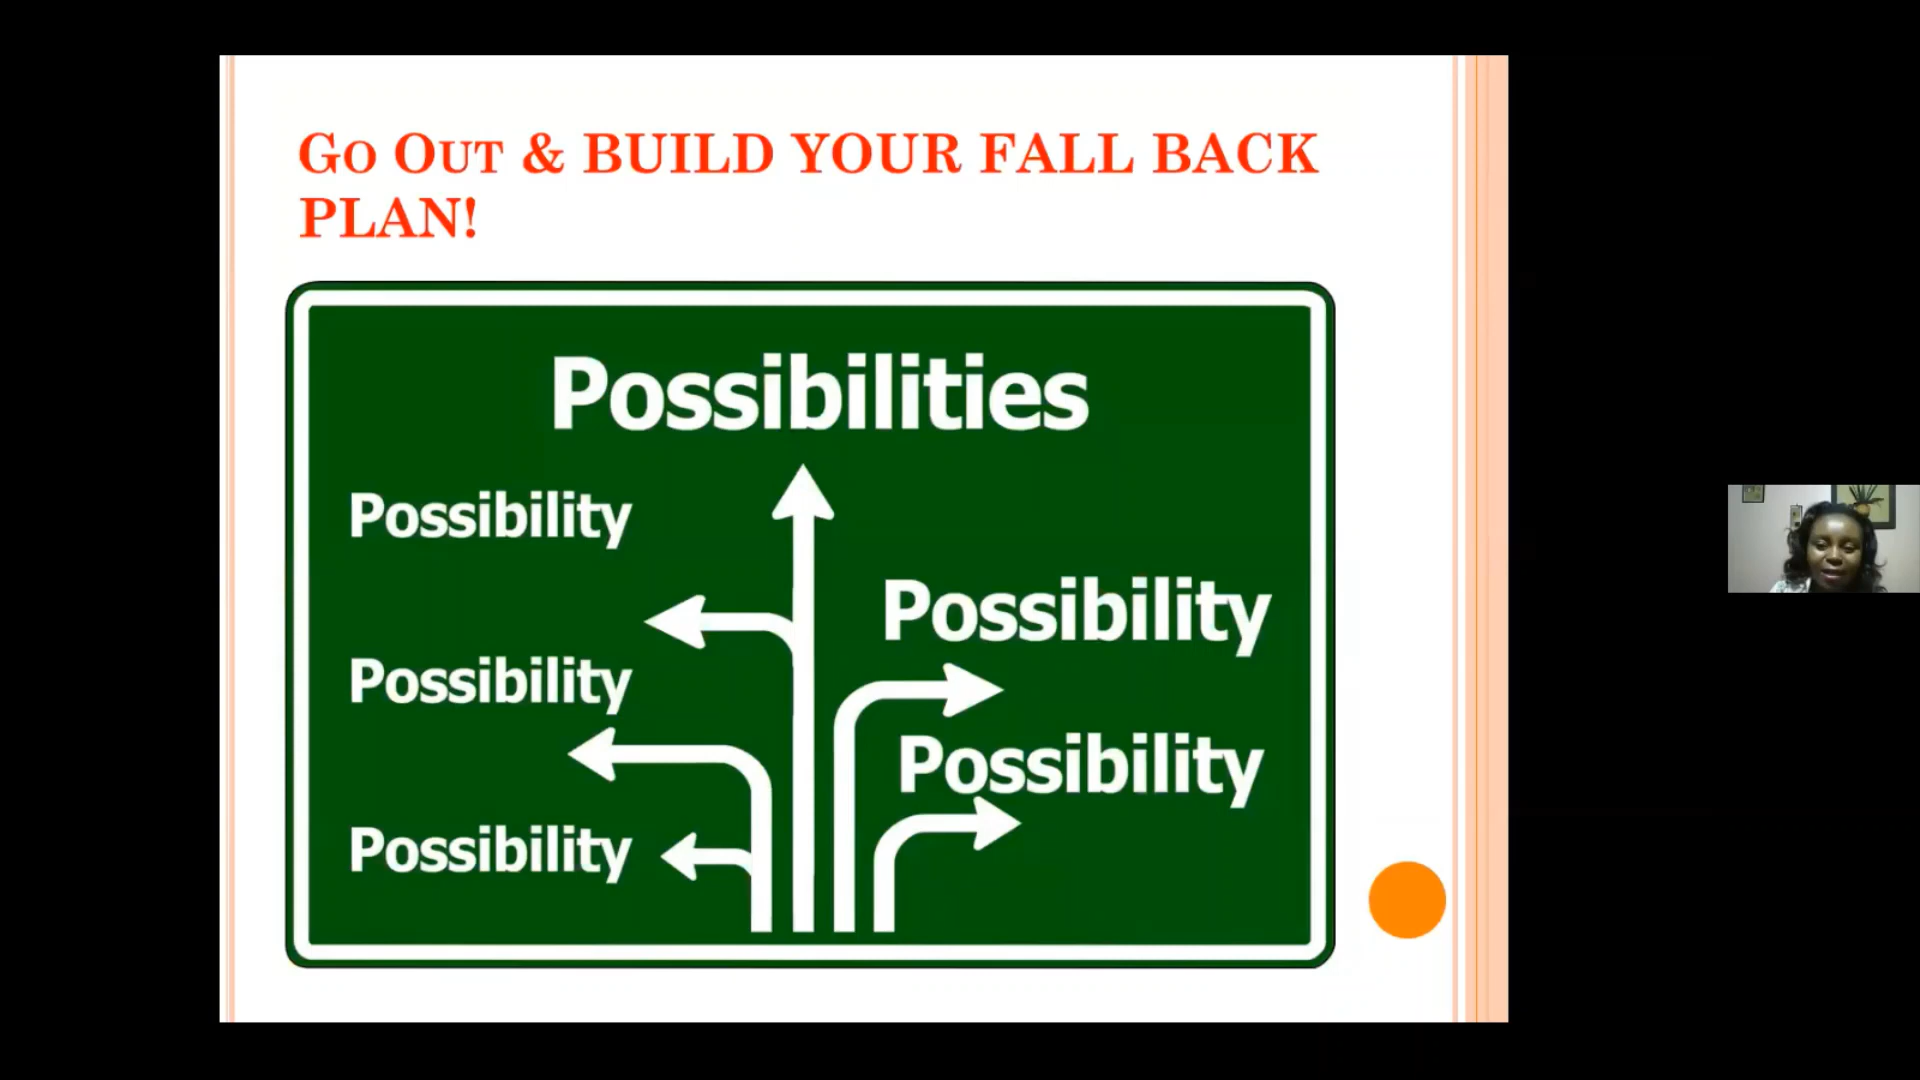 Go Out & BUILD YOUR FALL BACK
PLAN!
Possibilities
Possibility
Possibility
Possibility
Possibility
Possibility